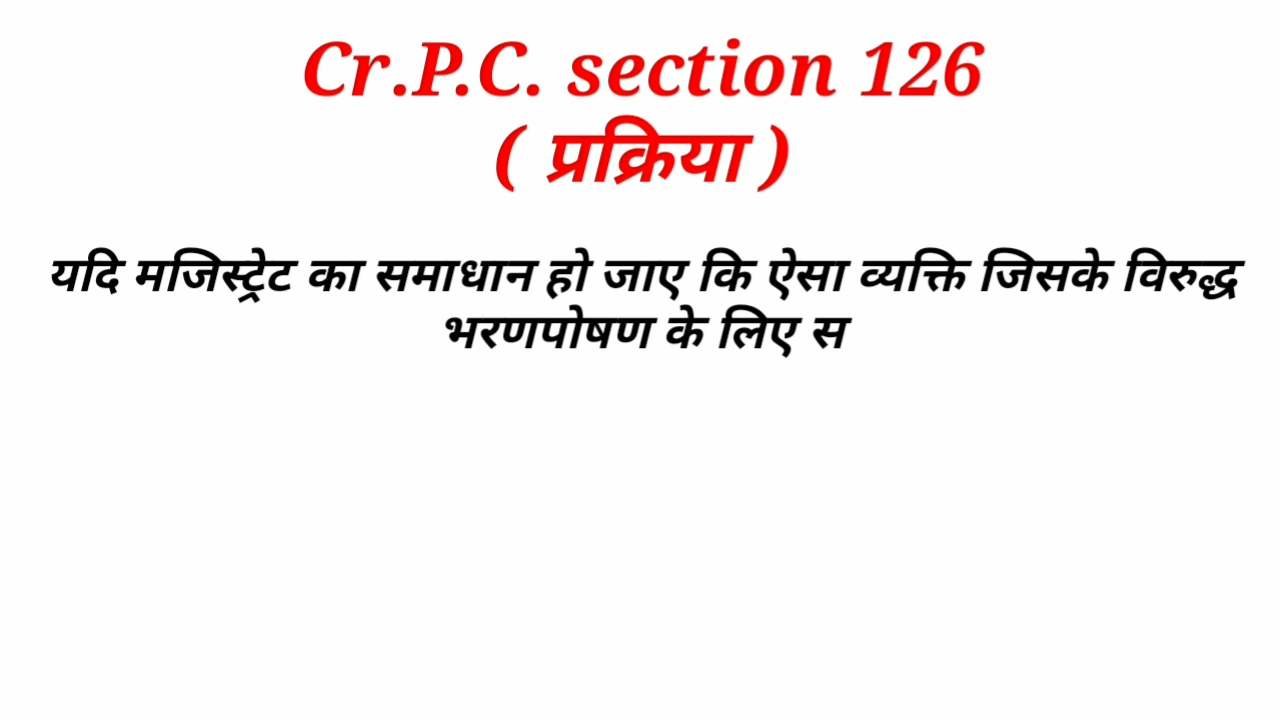 Cr.P.C. section 126
( प्रक्रिया )
यदि मजिस्ट्रेट का समाधान हो जाए कि ऐसा व्यक्ति जिसके विरुद्ध
भरणपोषण के लिए स